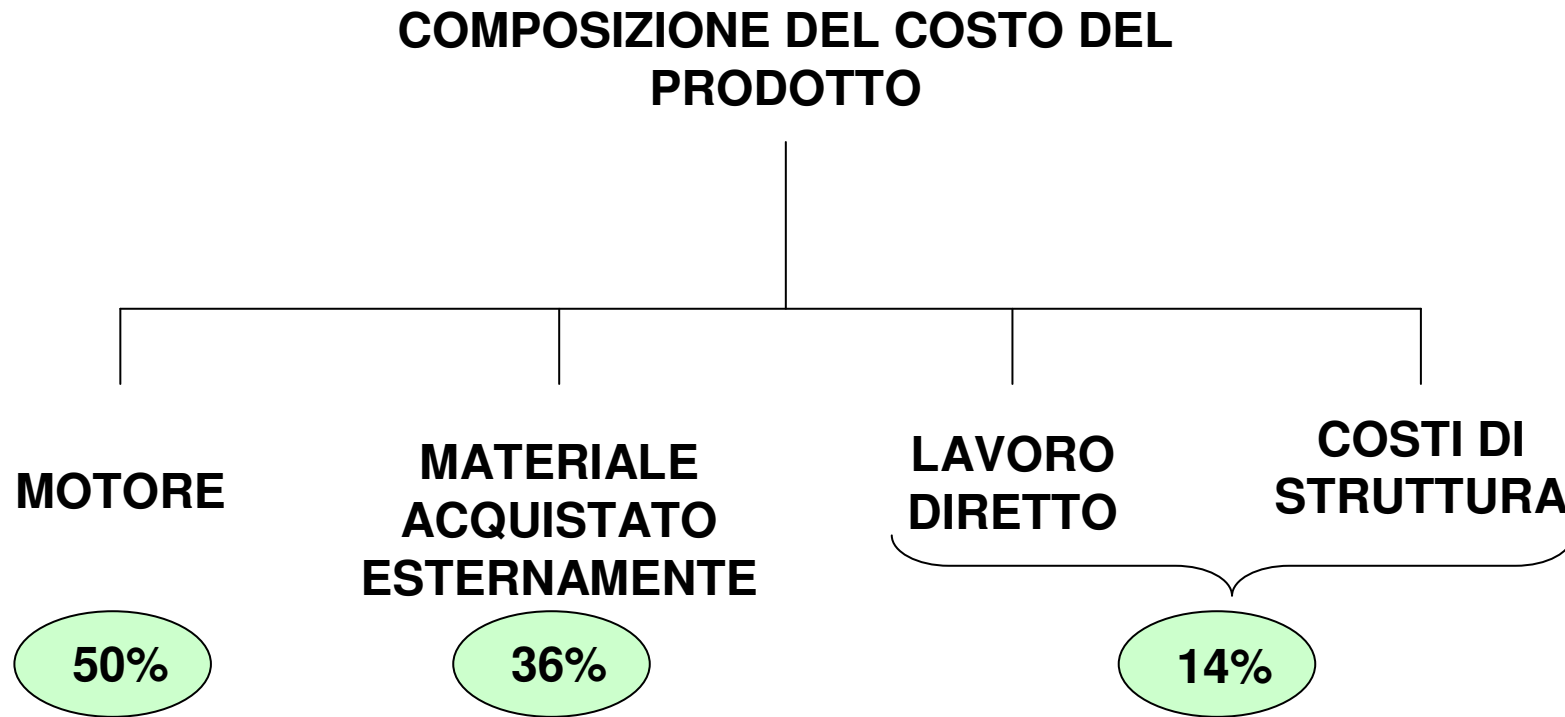 COMPOSIZIONE DEL COSTO DEL
PRODOTTO
MOTORE
MATERIALE
ACQUISTATO
ESTERNAMENTE
LAVORO
DIRETTO
COSTI DI
STRUTTURA
50%
36%
14%